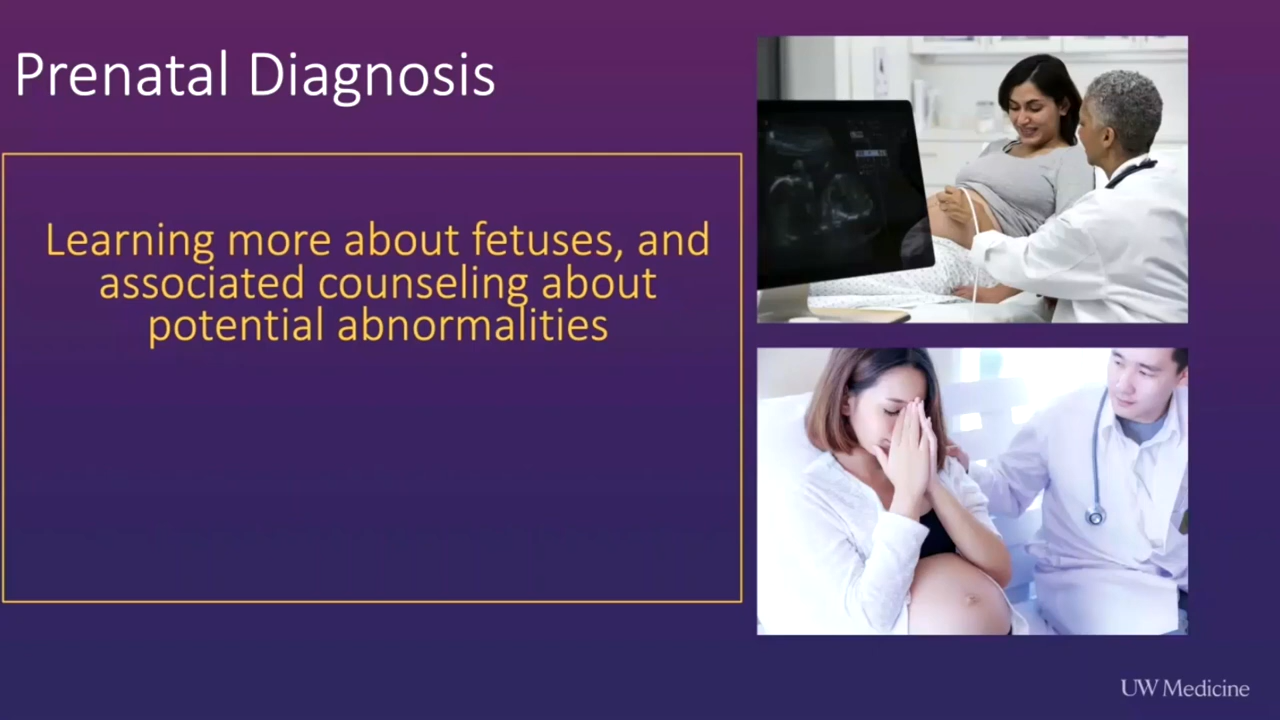 Prenatal Diagnosis
Learning more about fetuses, and
associated counseling about
potential abnormalities
UW Medicine